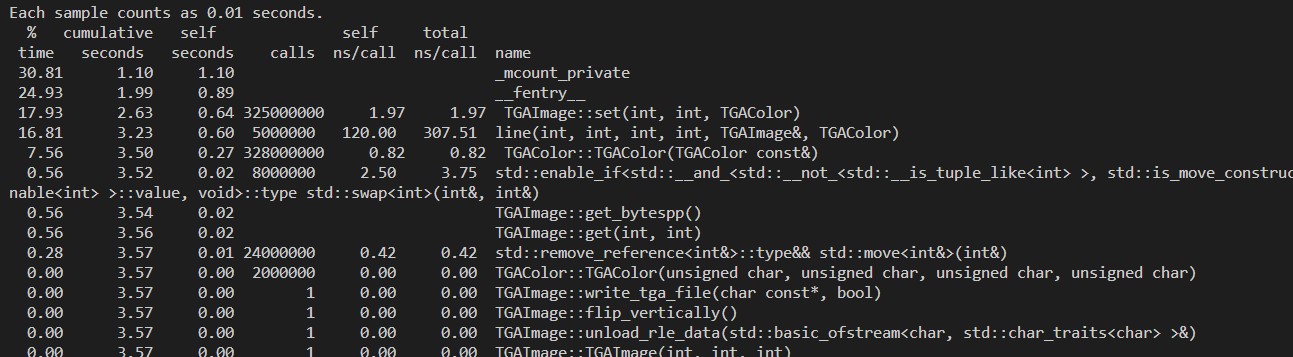 Each sample counts as 0.01 seconds.
  %   cumulative   self              self     total
 time   seconds   seconds    calls  ns/call  ns/call  name
 30.81      1.10     1.10                             _mcount_private
 24.93      1.99     0.89                             __fentry__
 17.93      2.63     0.64 325000000     1.97     1.97  TGAImage::set(int, int, TGAColor)
 16.81      3.23     0.60  5000000   120.00   307.51  line(int, int, int, int, TGAImage&, TGAColor)
  7.56      3.50     0.27 328000000     0.82     0.82  TGAColor::TGAColor(TGAColor const&)
  0.56      3.52     0.02  8000000     2.50     3.75  std::enable_if<std::__and_<std::__not_<std::__is_tuple_like<int> >, std::is_move_construc
nable<int> >::value, void>::type std::swap<int>(int&, int&)
  0.56      3.54     0.02                             TGAImage::get_bytespp()
  0.56      3.56     0.02                             TGAImage::get(int, int)
  0.28      3.57     0.01 24000000     0.42     0.42  std::remove_reference<int&>::type&& std::move<int&>(int&)
  0.00      3.57     0.00  2000000     0.00     0.00  TGAColor::TGAColor(unsigned char, unsigned char, unsigned char, unsigned char)
  0.00      3.57     0.00        1     0.00     0.00  TGAImage::write_tga_file(char const*, bool)
  0.00      3.57     0.00        1     0.00     0.00  TGAImage::flip_vertically()
  0.00      3.57     0.00        1     0.00     0.00  TGAImage::unload_rle_data(std::basic_ofstream<char, std::char_traits<char> >&)
  0.00      3.57     0.00        1     0.00     0.00  TGAImage::TGAImage(int, int, int)